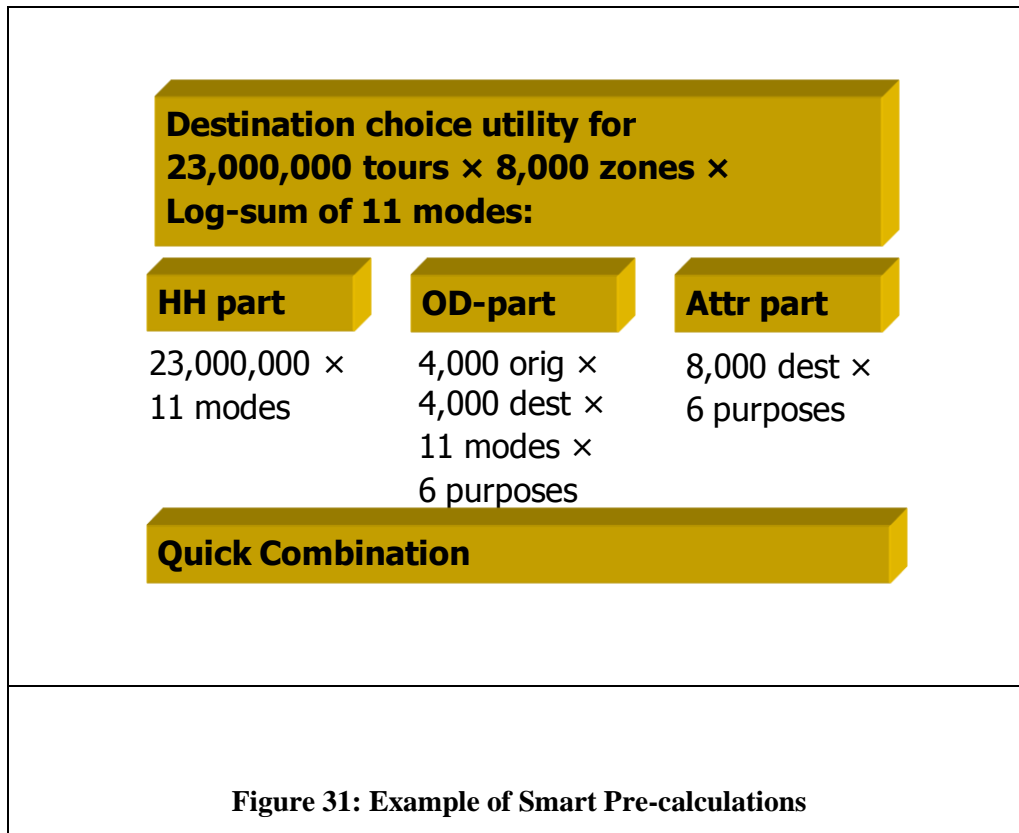 Destination choice utility for
23,000,000 tours × 8,000 zones ×
Log-sum of 11 modes:
HH part
23,000,000 ×
11 modes
OD-part
4,000 orig ×
4,000 dest ×
11 modes ×
6 purposes
Attr part
8,000 dest ×
6 purposes
Quick Combination
Figure 31: Example of Smart Pre-calculations